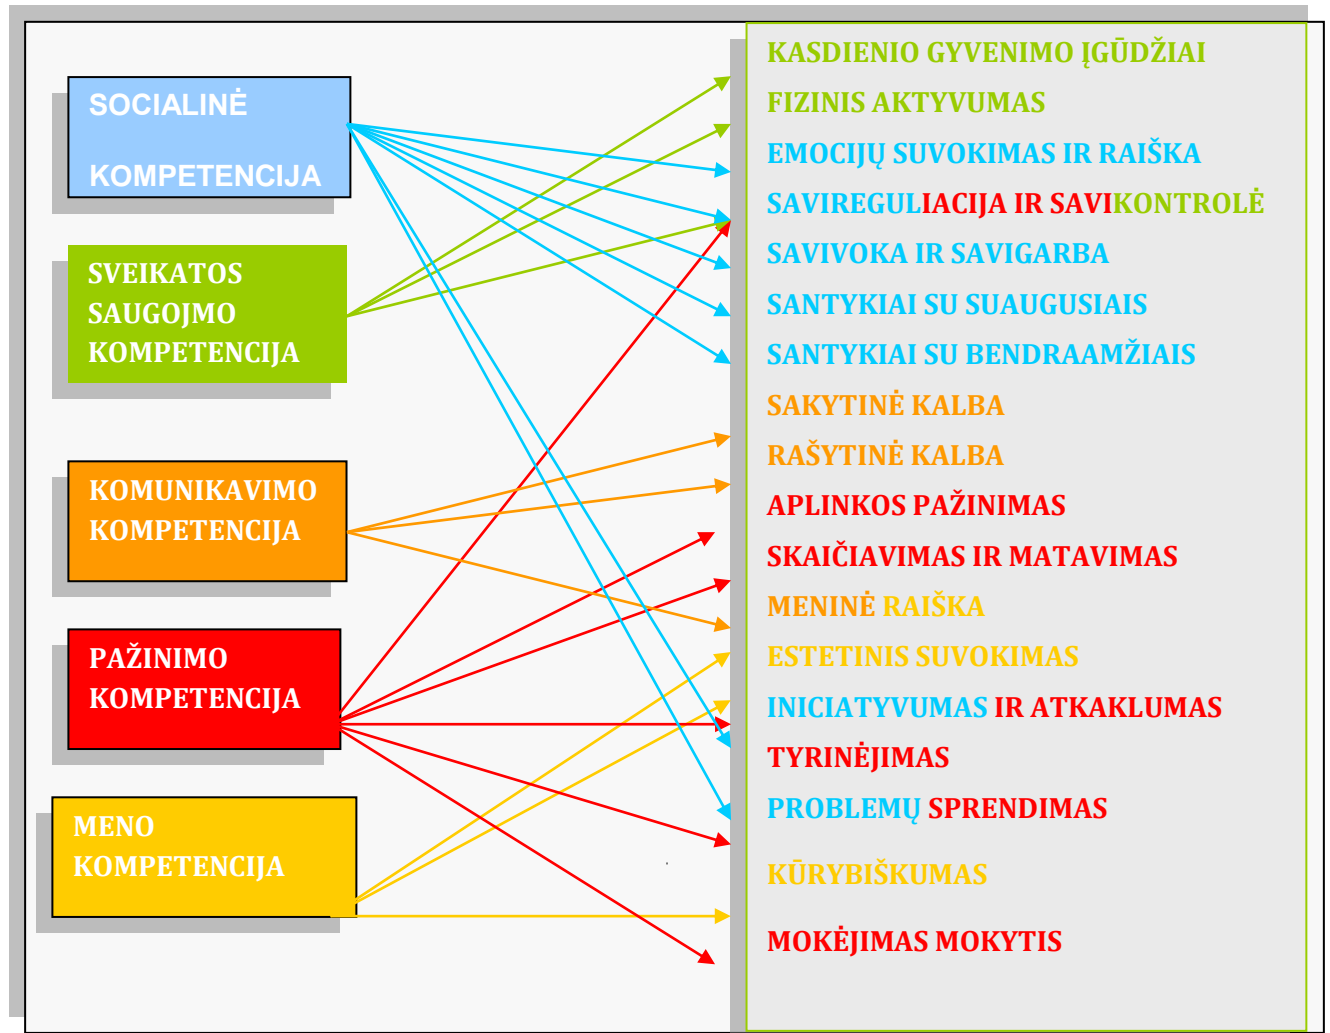 SOCIALINĖ
KOMPETENCIJA
SVEIKATOS
SAUGOJMO
KOMPETENCIJA
KOMUNIKAVIMO
KOMPETENCIJA
PAŽINIMO
KOMPETENCIJA
MENO
KOMPETENCIJA
KASDIENIO GYVENIMO ĮGŪDŽIAI
FIZINIS AKTYVUMAS
EMOCIJŲ SUVOKIMAS IR RAIŠKA
SAVIREGULIACIJA IR SAVIKONTROLĖ
SAVIVOKA IR SAVIGARBA
SANTYKIAI SU SUAUGUSIAIS
SANTYKIAI SU BENDRAAMŽIAIS
SAKYTINĖ KALBA
RAŠYTINĖ KALBA
APLINKOS PAŽINIMAS
SKAIČIAVIMAS IR MATAVIMAS
MENINĖ RAIŠKA
ESTETINIS SUVOKIMAS
INICIATYVUMAS IR ATKAKLUMAS
TYRINĖJIMAS
PROBLEMŲ SPRENDIMAS
KŪRYBIŠKUMAS
MOKĖJIMAS MOKYTIS